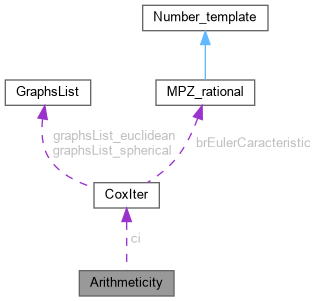 Number_template
GraphsList
MPZ_rational
graphsList_euclidean
graphsList_spherical
brEulerCaracteristic
CoxIter
ci
Arithmeticity